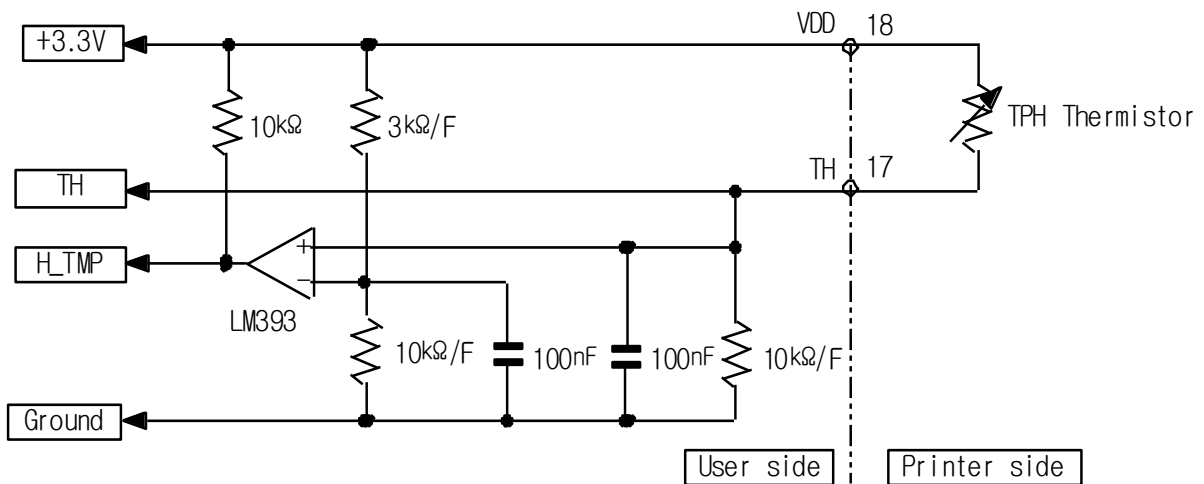 VDD 18
+3.3V
10kΩ
3kΩ/F
TPH Thermistor
TH
TH 17
+
H_TMP
−
LM393
10kΩ/F
100nF
100nF
10kΩ/F
Ground
User side
Printer side